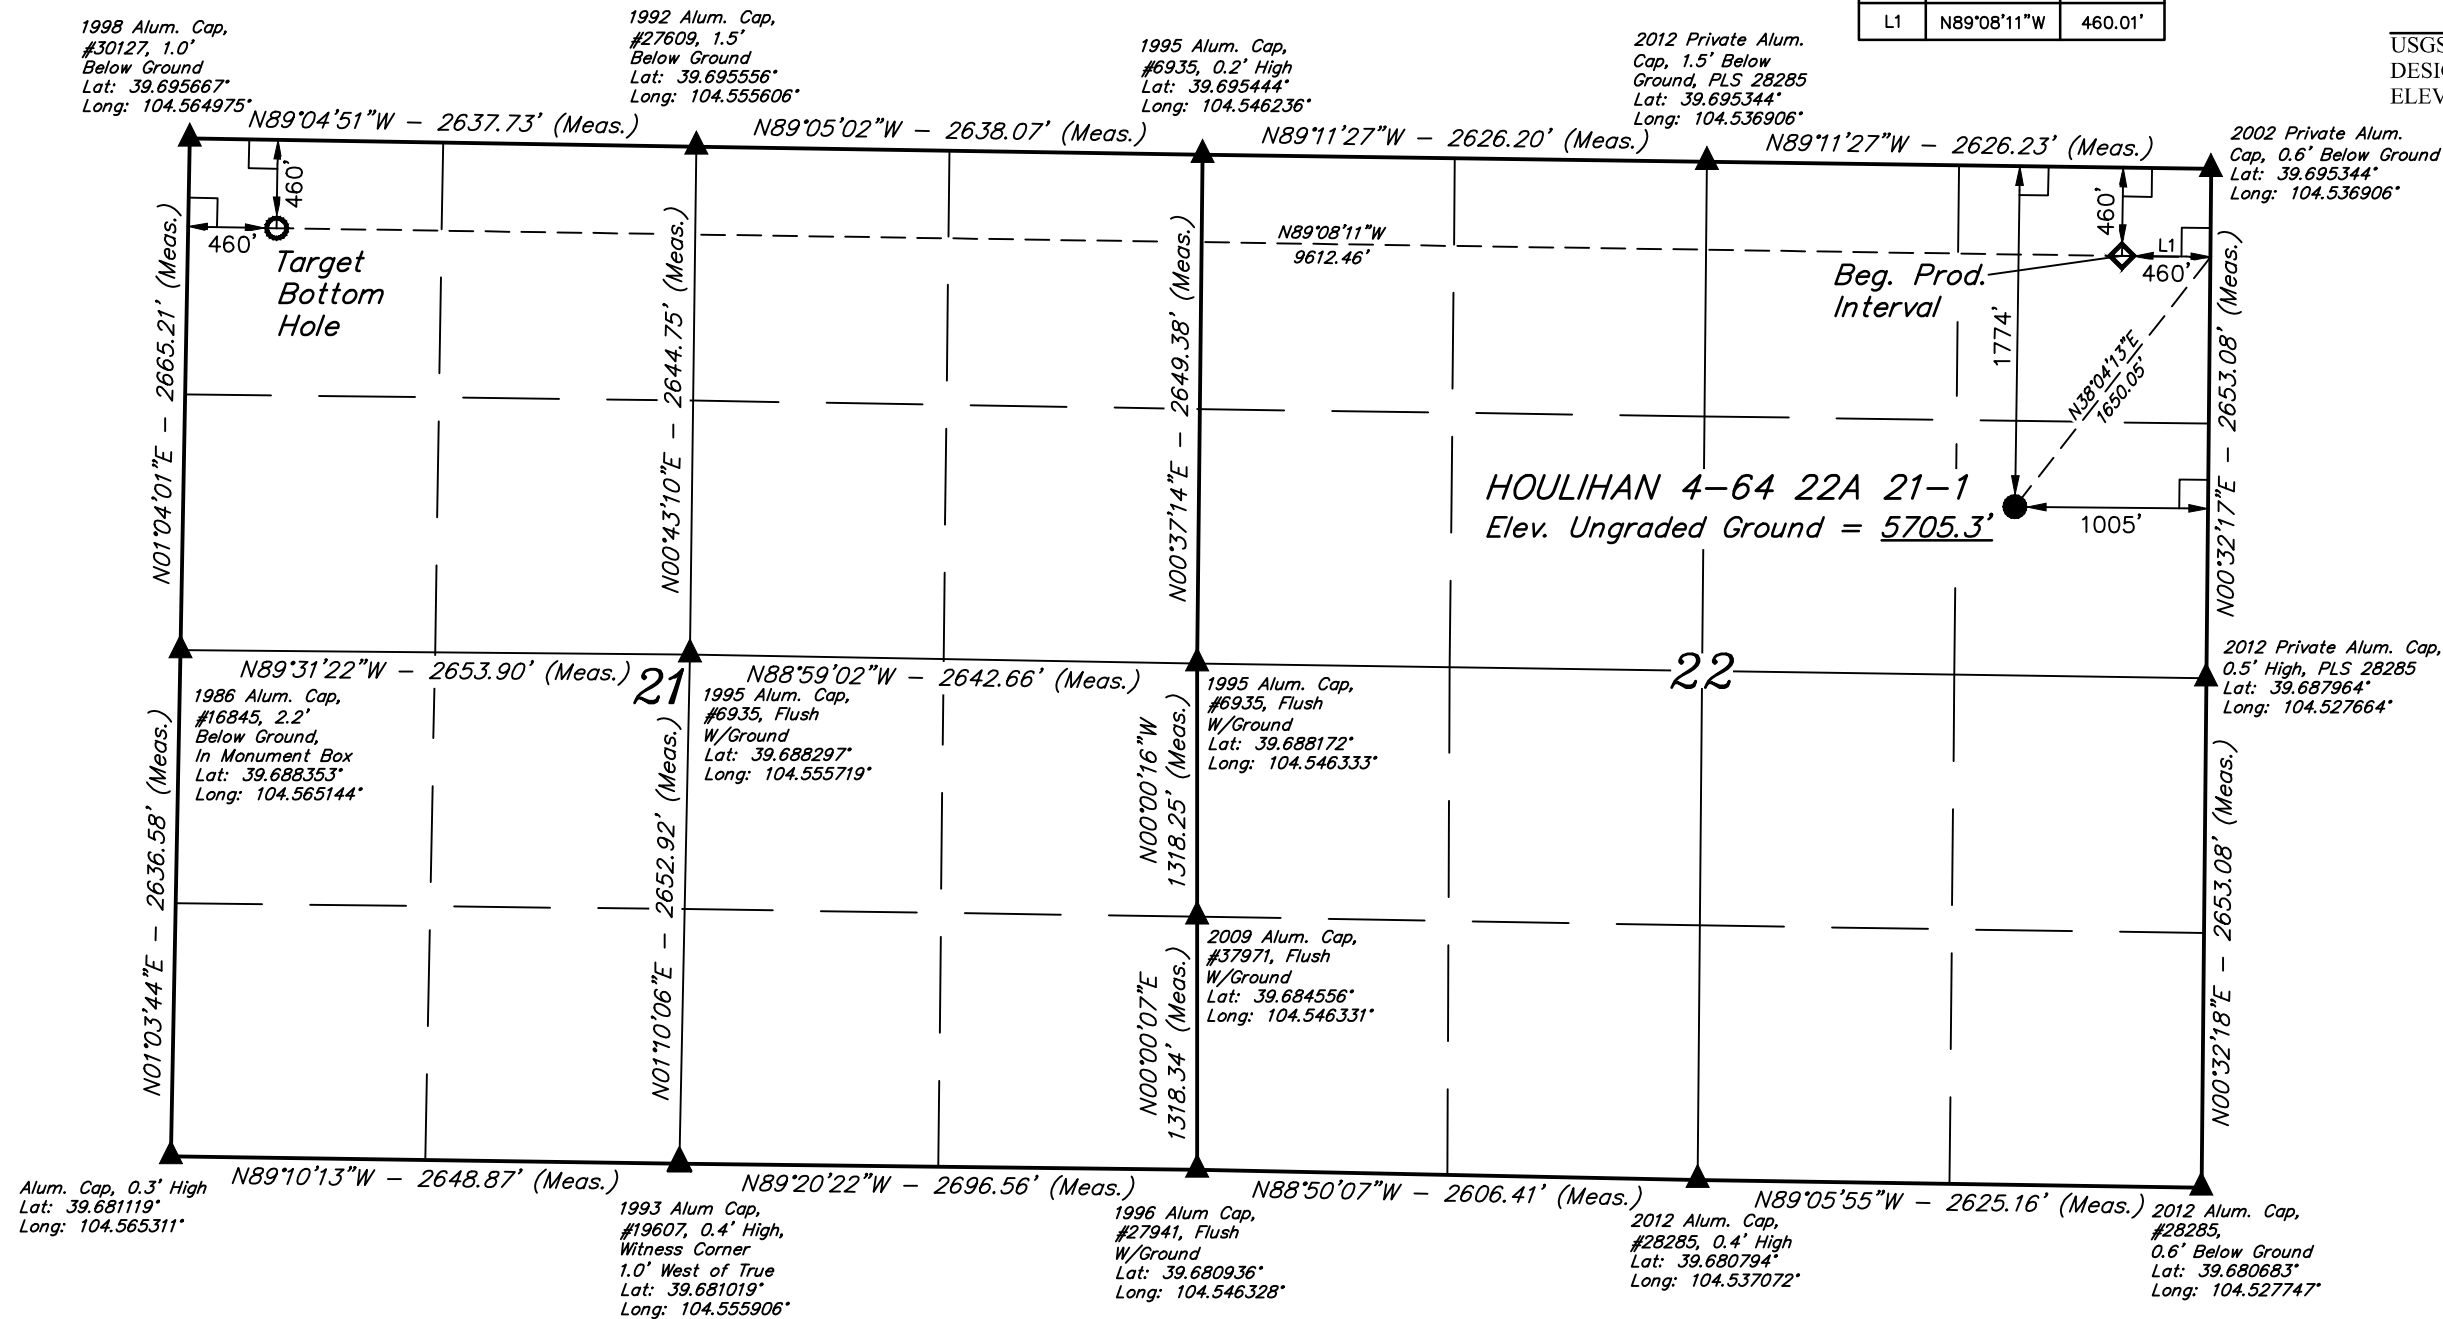 L1 N89°08'11"W 460.01'
USGS
DESI
ELEV
1998 Alum. Cap,
#30127, 1.0'
Below Ground
Lat: 39.695667°
Long: 104.564975°
1992 Alum. Cap,
#27609, 1.5'
Below Ground
Lat: 39.695556°
Long: 104.555606°
1995 Alum. Cap,
#6935, 0.2' High
Lat: 39.695444°
Long: 104.546236°
2012 Private Alum.
Cap, 1.5' Below
Ground, PLS 28285
Lat: 39.695344°
Long: 104.536906°
2002 Private Alum.
Cap, 0.6' Below Ground
Lat: 39.695344°
Long: 104.536906°
N89°04'51"W - 2637.73' (Meas.)
N89°05'02"W - 2638.07' (Meas.)
N89°11'27"W - 2626.20' (Meas.)
N89°11'27"W - 2626.23' (Meas.)
460'
460'
Target
Bottom
Hole
N89°08'11"W
9612.46'
460'
L1
460'
Beg. Prod.
Interval
1774'
N38°04'13"E
1650.05'
N01°04'01"E - 2665.21' (Meas.)
N00°43'10"E - 2644.75' (Meas.)
N00°37'14"E - 2649.38' (Meas.)
N00°32'17"E - 2653.08' (Meas.)
HOULIHAN 4-64 22A 21-1
Elev. Ungraded Ground = 5705.3'
1005'
N89°31'22"W - 2653.90' (Meas.)
21
N88°59'02"W - 2642.66' (Meas.)
22
1986 Alum. Cap,
#16845, 2.2'
Below Ground,
In Monument Box
Lat: 39.688353°
Long: 104.565144°
1995 Alum. Cap,
#6935, Flush
W/Ground
Lat: 39.688297°
Long: 104.555719°
1995 Alum. Cap,
#6935, Flush
W/Ground
Lat: 39.688172°
Long: 104.546333°
2012 Private Alum. Cap,
0.5' High, PLS 28285
Lat: 39.687964°
Long: 104.527664°
N01°03'44"E - 2636.58' (Meas.)
N01°10'06"E - 2652.92' (Meas.)
N00°00'16"W
1318.25' (Meas.)
N00°00'07"E
1318.34' (Meas.)
N00°32'18"E - 2653.08' (Meas.)
2009 Alum. Cap,
#37971, Flush
W/Ground
Lat: 39.684556°
Long: 104.546331°
N89°10'13"W - 2648.87' (Meas.)
N89°20'22"W - 2696.56' (Meas.)
N88°50'07"W - 2606.41' (Meas.)
N89°05'55"W - 2625.16' (Meas.)
Alum. Cap, 0.3' High
Lat: 39.681119°
Long: 104.565311°
1993 Alum Cap,
#19607, 0.4' High,
Witness Corner
1.0' West of True
Lat: 39.681019°
Long: 104.555906°
1996 Alum Cap,
#27941, Flush
W/Ground
Lat: 39.680936°
Long: 104.546328°
2012 Alum. Cap,
#28285, 0.4' High
Lat: 39.680794°
Long: 104.537072°
2012 Alum. Cap,
#28285,
0.6' Below Ground
Lat: 39.680683°
Long: 104.527747°